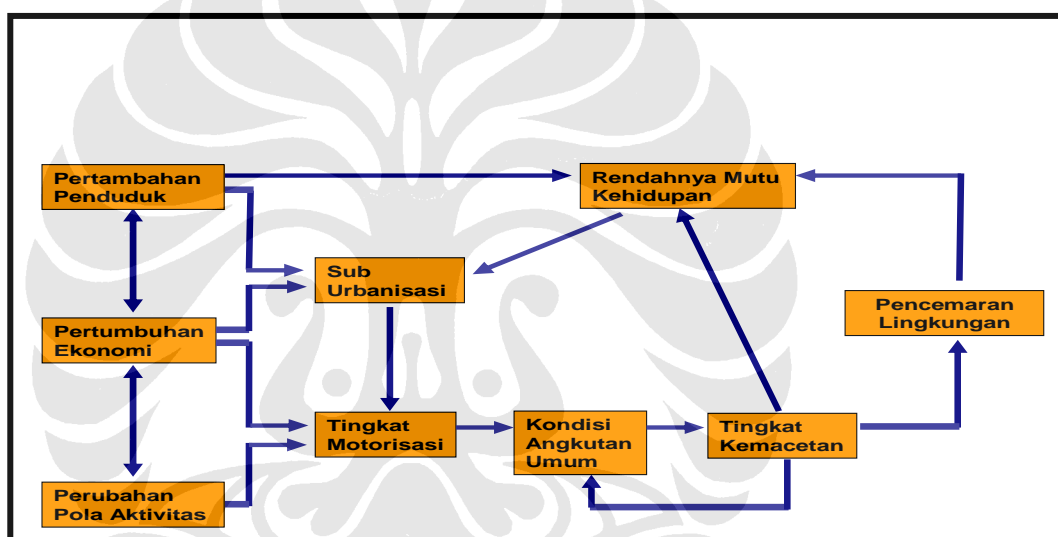 Pertambahan
Penduduk
Rendahnya Mutu
Kehidupan
Sub
Urbanisasi
Pertumbuhan
Ekonomi
Pencemaran
Lingkungan
Tingkat
Motorisasi
Kondisi
Angkutan
Umum
Tingkat
Kemacetan
Perubahan
Pola Aktivitas